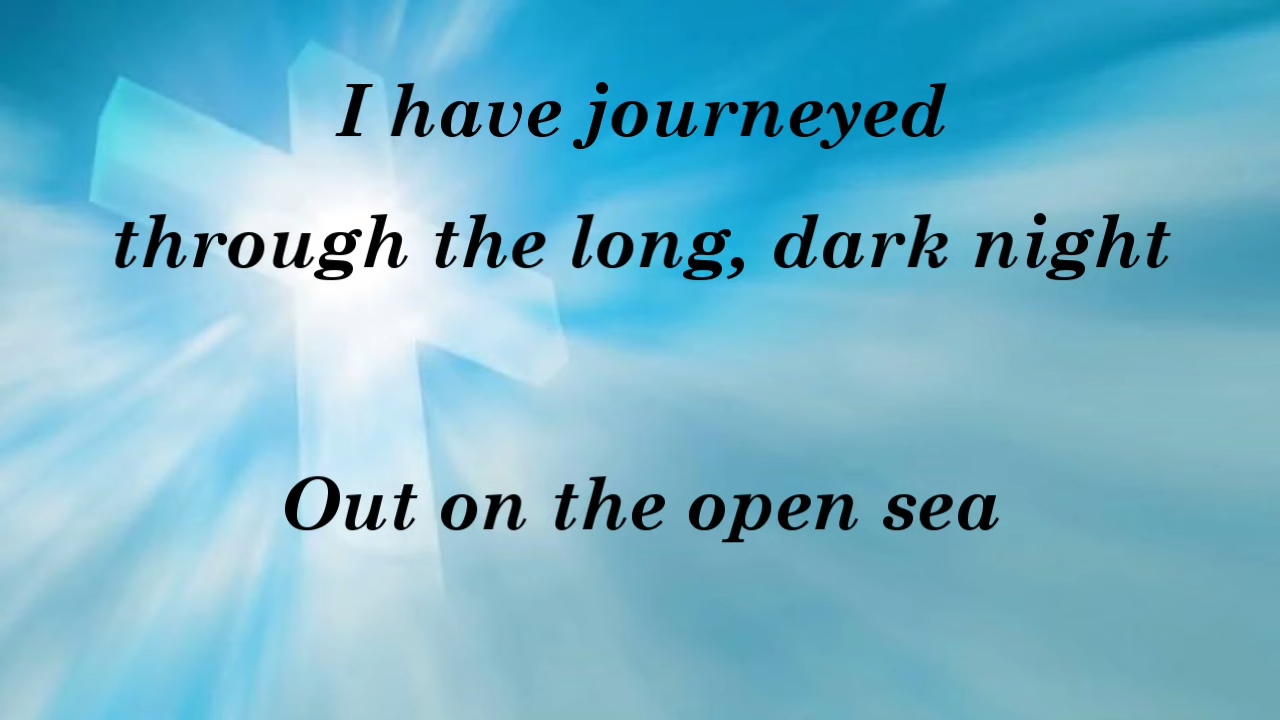 I have journeyed
through the long, dark night
Out on the open sea